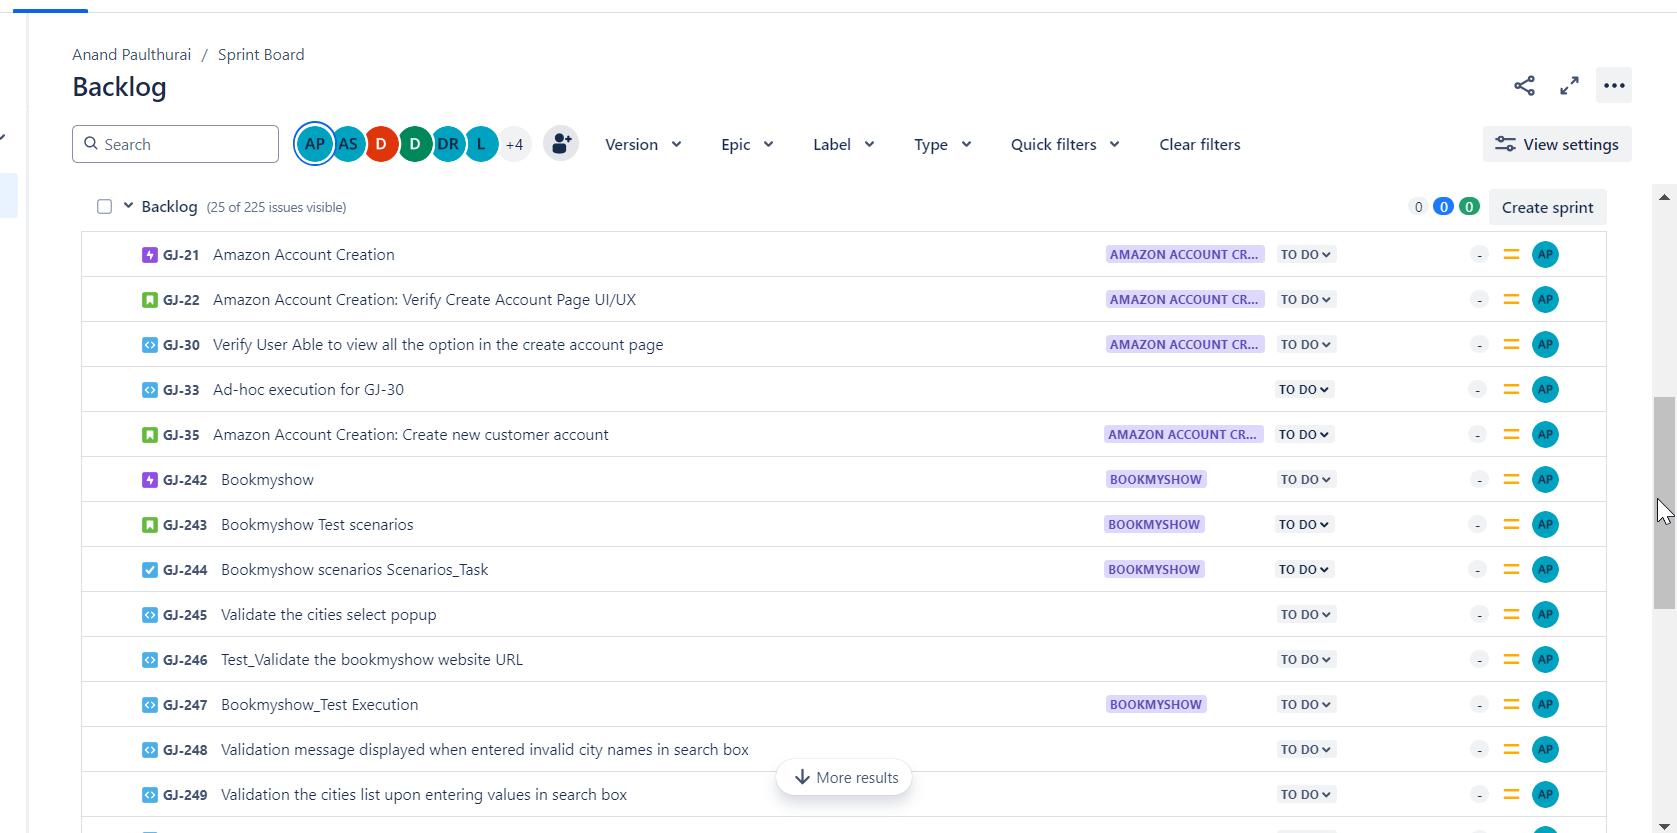 Anand Paulthurai / Sprint Board
Backlog
Search
AP AS D D DR L +4
Version Epic Label Type Quick filters Clear filters View settings
Backlog (25 of 225 issues visible) 0 0 0 Create sprint
GJ-21 Amazon Account Creation AMAZON ACCOUNT CR... TO DO - AP
GJ-22 Amazon Account Creation: Verify Create Account Page UI/UX AMAZON ACCOUNT CR... TO DO - AP
GJ-30 Verify User Able to view all the option in the create account page AMAZON ACCOUNT CR... TO DO - AP
GJ-33 Ad-hoc execution for GJ-30 TO DO - AP
GJ-35 Amazon Account Creation: Create new customer account AMAZON ACCOUNT CR... TO DO - AP
GJ-242 Bookmyshow BOOKMYSHOW TO DO - AP
GJ-243 Bookmyshow Test scenarios BOOKMYSHOW TO DO - AP
GJ-244 Bookmyshow scenarios Scenarios_Task BOOKMYSHOW TO DO - AP
GJ-245 Validate the cities select popup TO DO - AP
GJ-246 Test_Validate the bookmyshow website URL TO DO - AP
GJ-247 Bookmyshow_Test Execution BOOKMYSHOW TO DO - AP
GJ-248 Validation message displayed when entered invalid city names in search box TO DO - AP
More results
GJ-249 Validation the cities list upon entering values in search box TO DO - AP